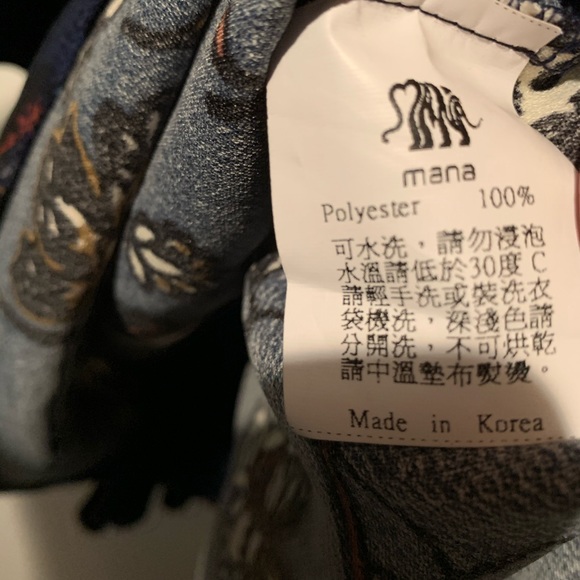 mana
Polyester 100%
可水洗，請勿浸泡
水溫請低於30度 C
請輕手洗或裝洗衣
袋機洗，深淺色請
分開洗，不可烘乾
請中溫墊布熨燙。
Made in Korea